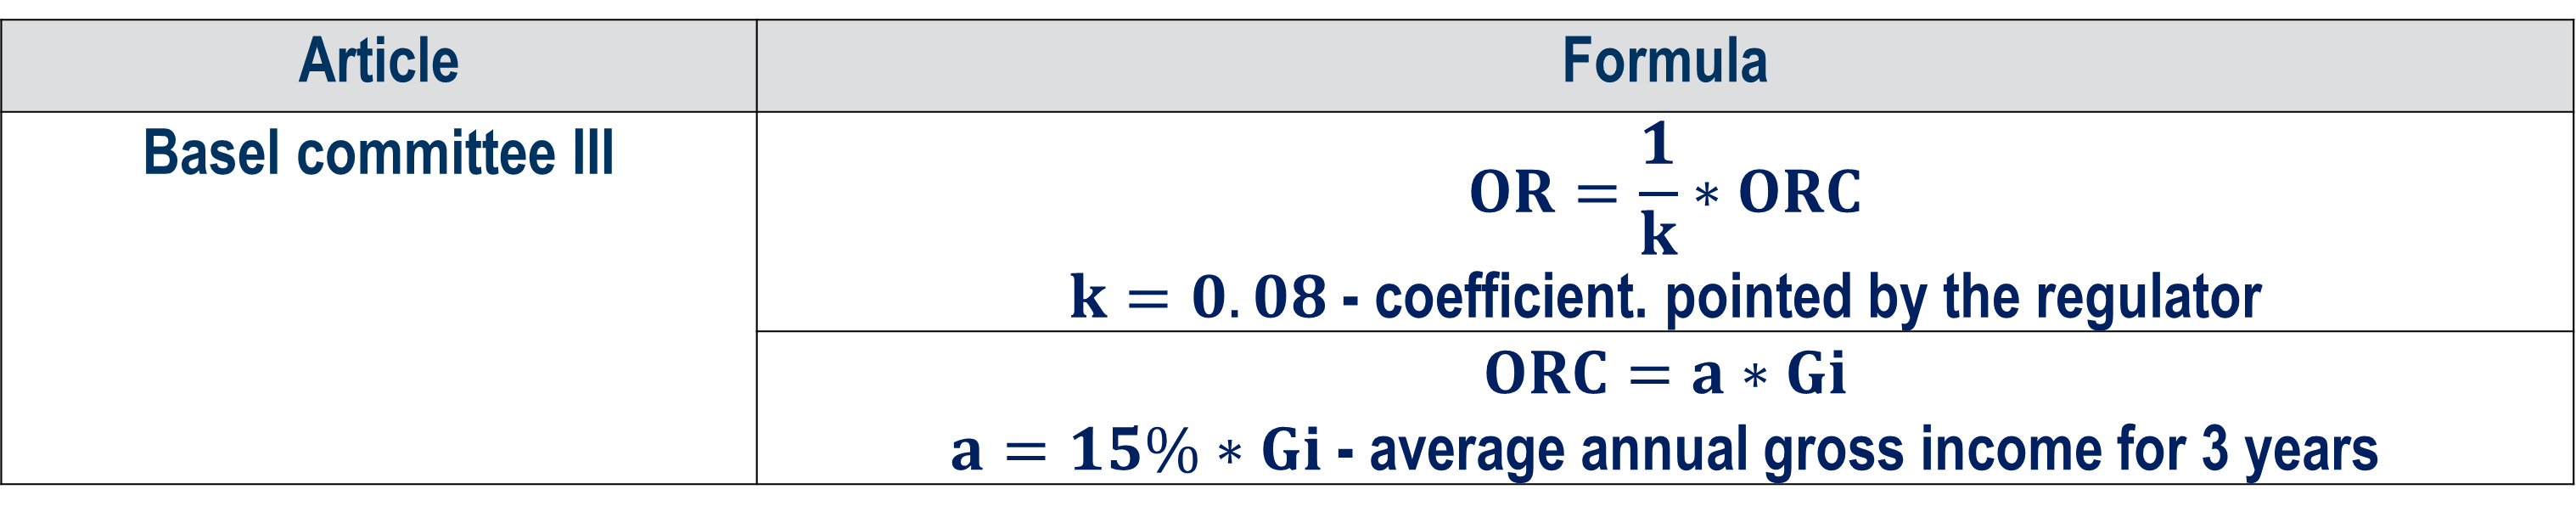 Article
Formula
Basel committee III
OR = 1/k * ORC
k = 0.08 - coefficient. pointed by the regulator
ORC = a * Gi
a = 15% * Gi - average annual gross income for 3 years